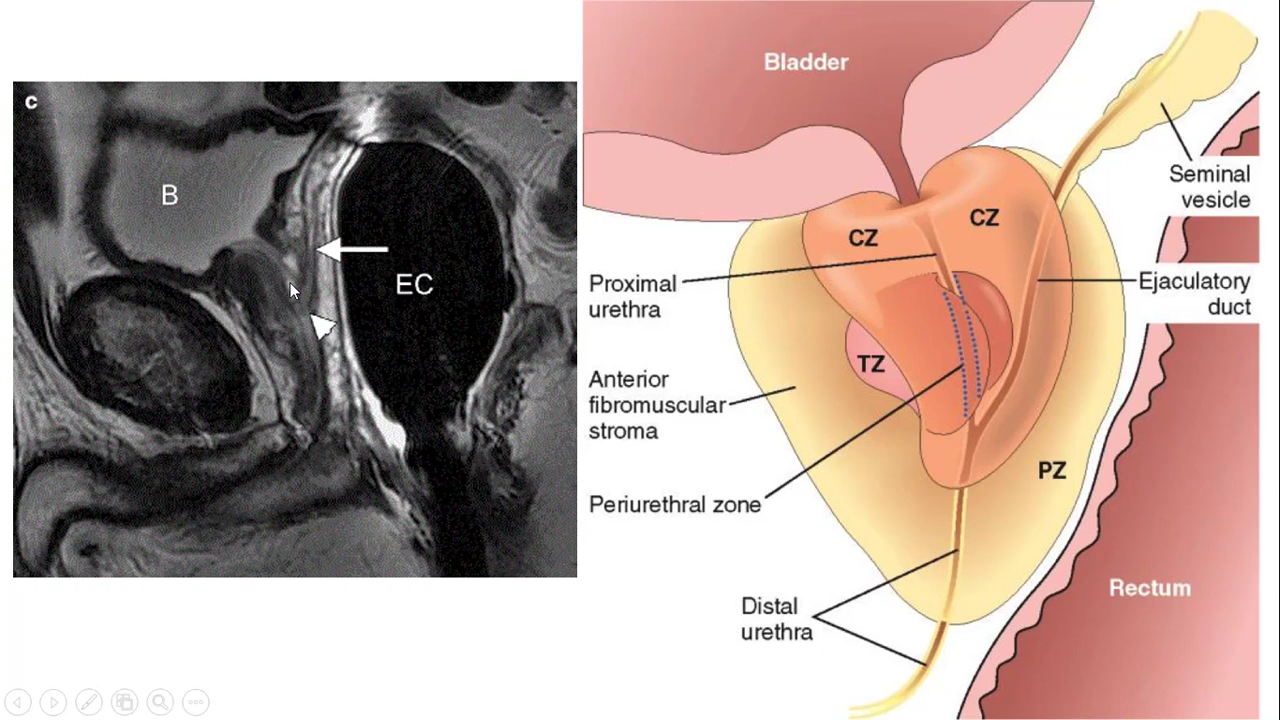 c
B
EC
Bladder
Seminal
vesicle
CZ
CZ
Proximal
urethra
Ejaculatory
duct
TZ
Anterior
fibromuscular
stroma
PZ
Periurethral zone
Rectum
Distal
urethra